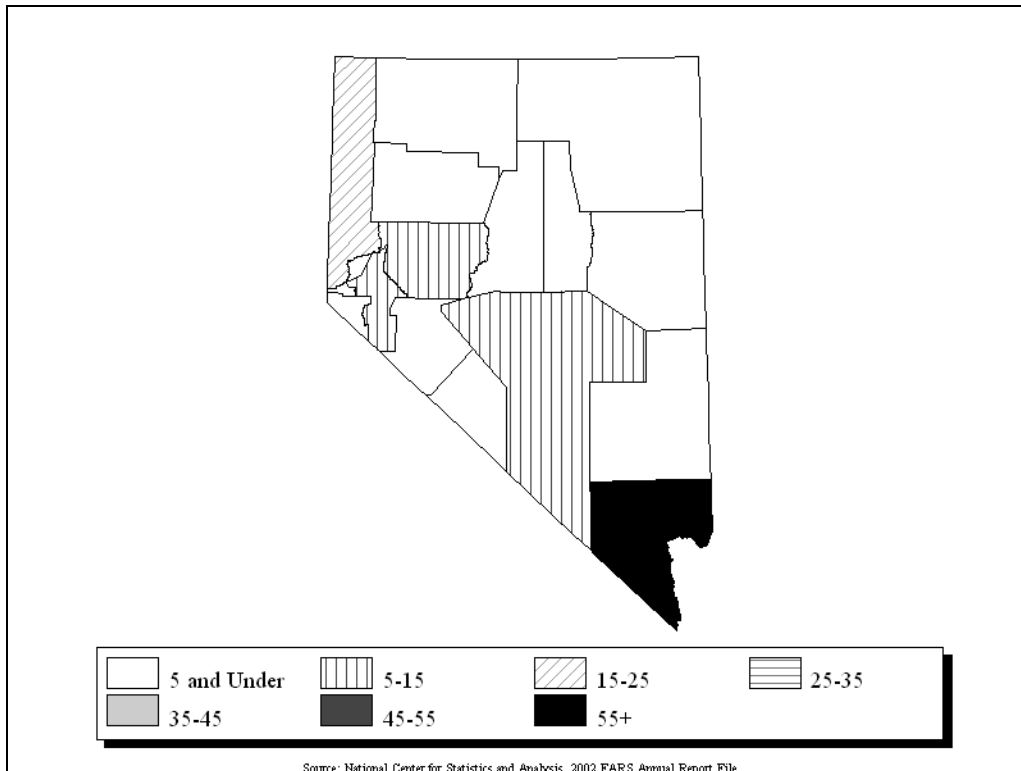 5 and Under 5-15 15-25 25-35
35-45 45-55 55+
Source: National Center for Statistics and Analysis, 2002 FARS Annual Report File